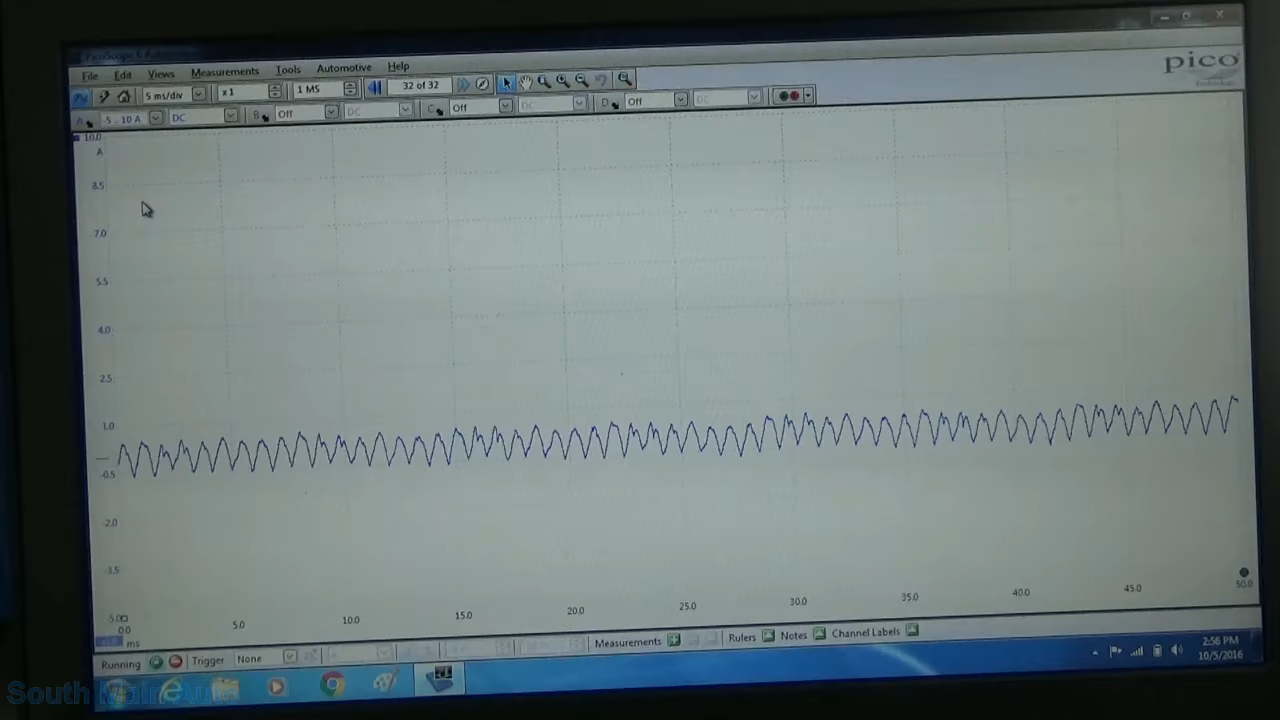 pico
File Edit Views Measurements Tools Automotive Help
5 ms/div x1 1 MS 32 of 32
A -5 .. 10 A DC B Off DC C Off DC D Off DC
10.0
A
8.5
7.0
5.5
4.0
2.5
1.0
-0.5
-2.0
-3.5
-5.0
0.0 5.0 10.0 15.0 20.0 25.0 30.0 35.0 40.0 45.0 50.0
ms
Measurements Rulers Notes Channel Labels
Running Trigger None
2:56 PM
10/5/2016
South Main Auto